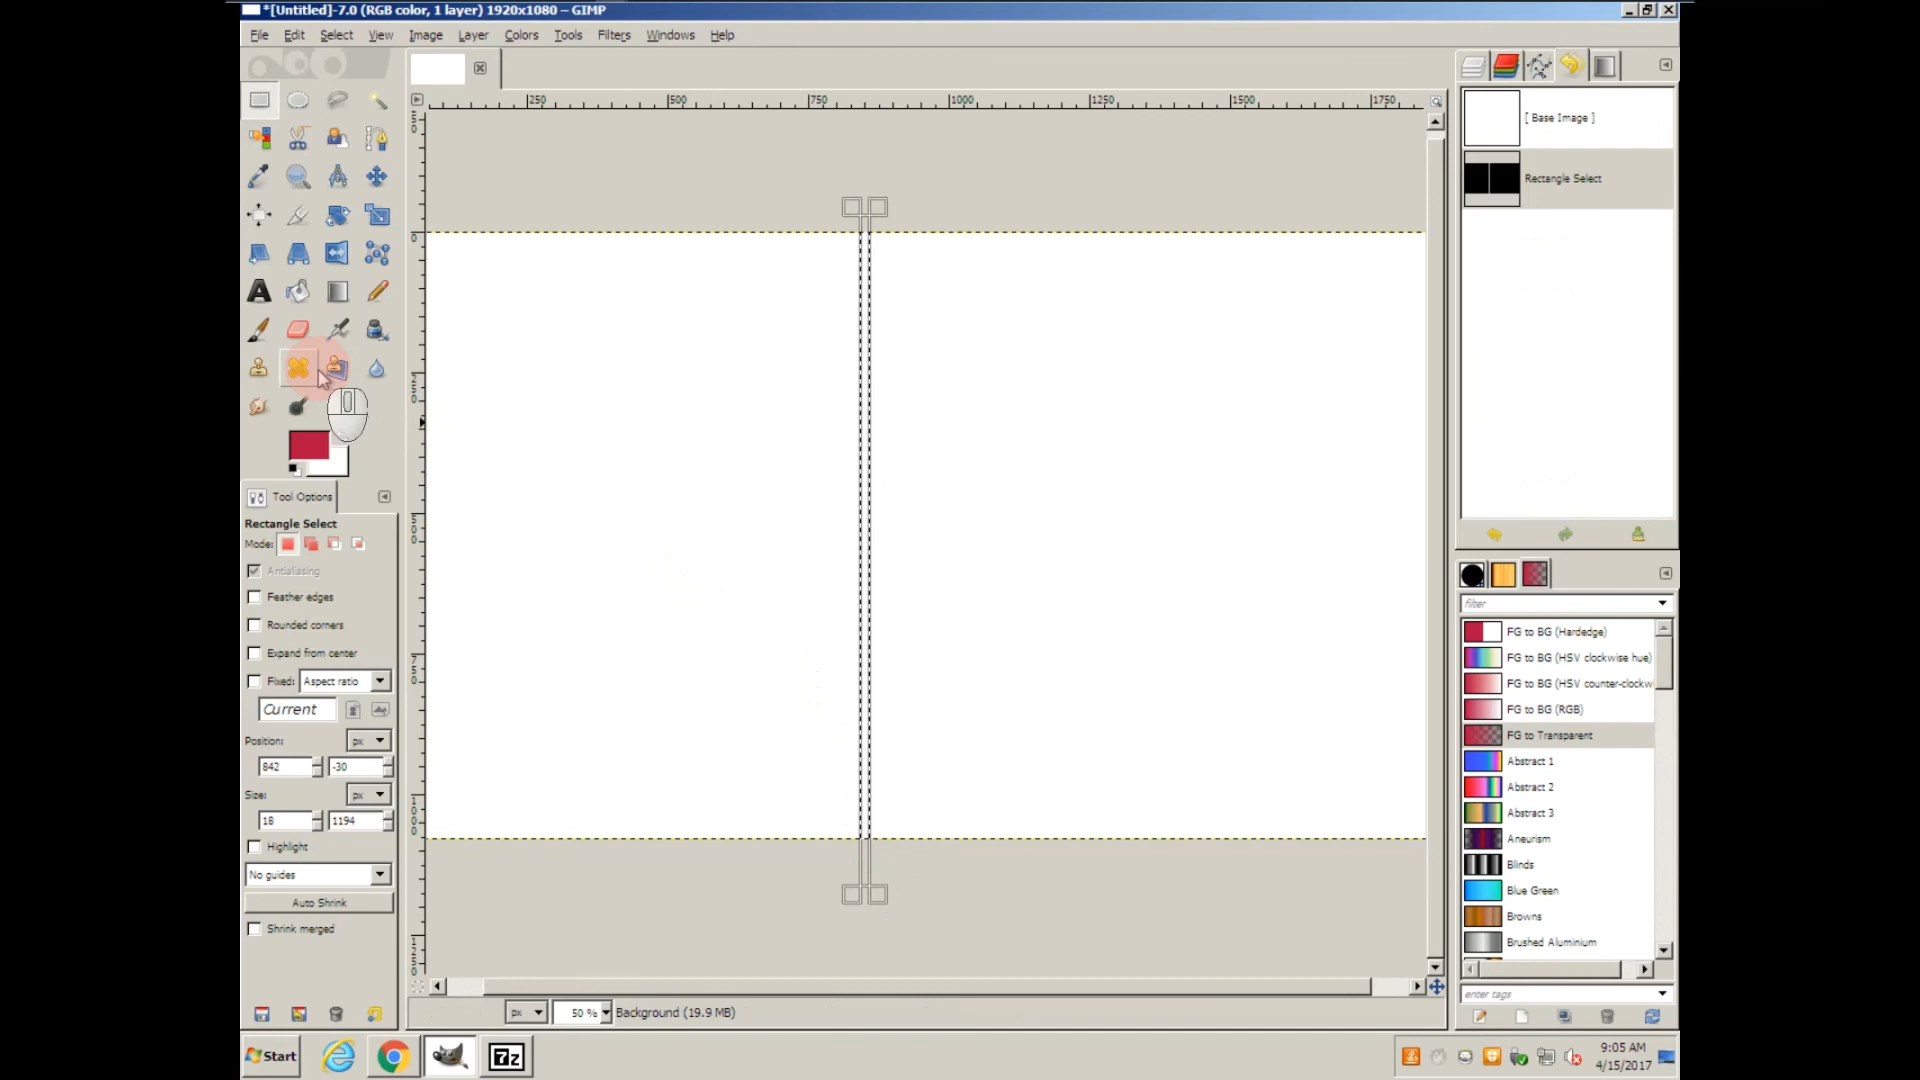 *[Untitled]-7.0 (RGB color, 1 layer) 1920x1080 – GIMP
File Edit Select View Image Layer Colors Tools Filters Windows Help
250 500 750 1000 1250 1500 1750
0
250
500
750
1000
1250
[ Base Image ]
Rectangle Select
Tool Options
Rectangle Select
Mode:
Antialiasing
Feather edges
Rounded corners
Expand from center
Fixed: Aspect ratio
Current
Position: px
842 -30
Size: px
18 1194
Highlight
No guides
Auto Shrink
Shrink merged
filter
FG to BG (Hardedge)
FG to BG (HSV clockwise hue)
FG to BG (HSV counter-clockw
FG to BG (RGB)
FG to Transparent
Abstract 1
Abstract 2
Abstract 3
Aneurism
Blinds
Blue Green
Browns
Brushed Aluminium
enter tags
px 50 % Background (19.9 MB)
Start
7z
9:05 AM
4/15/2017